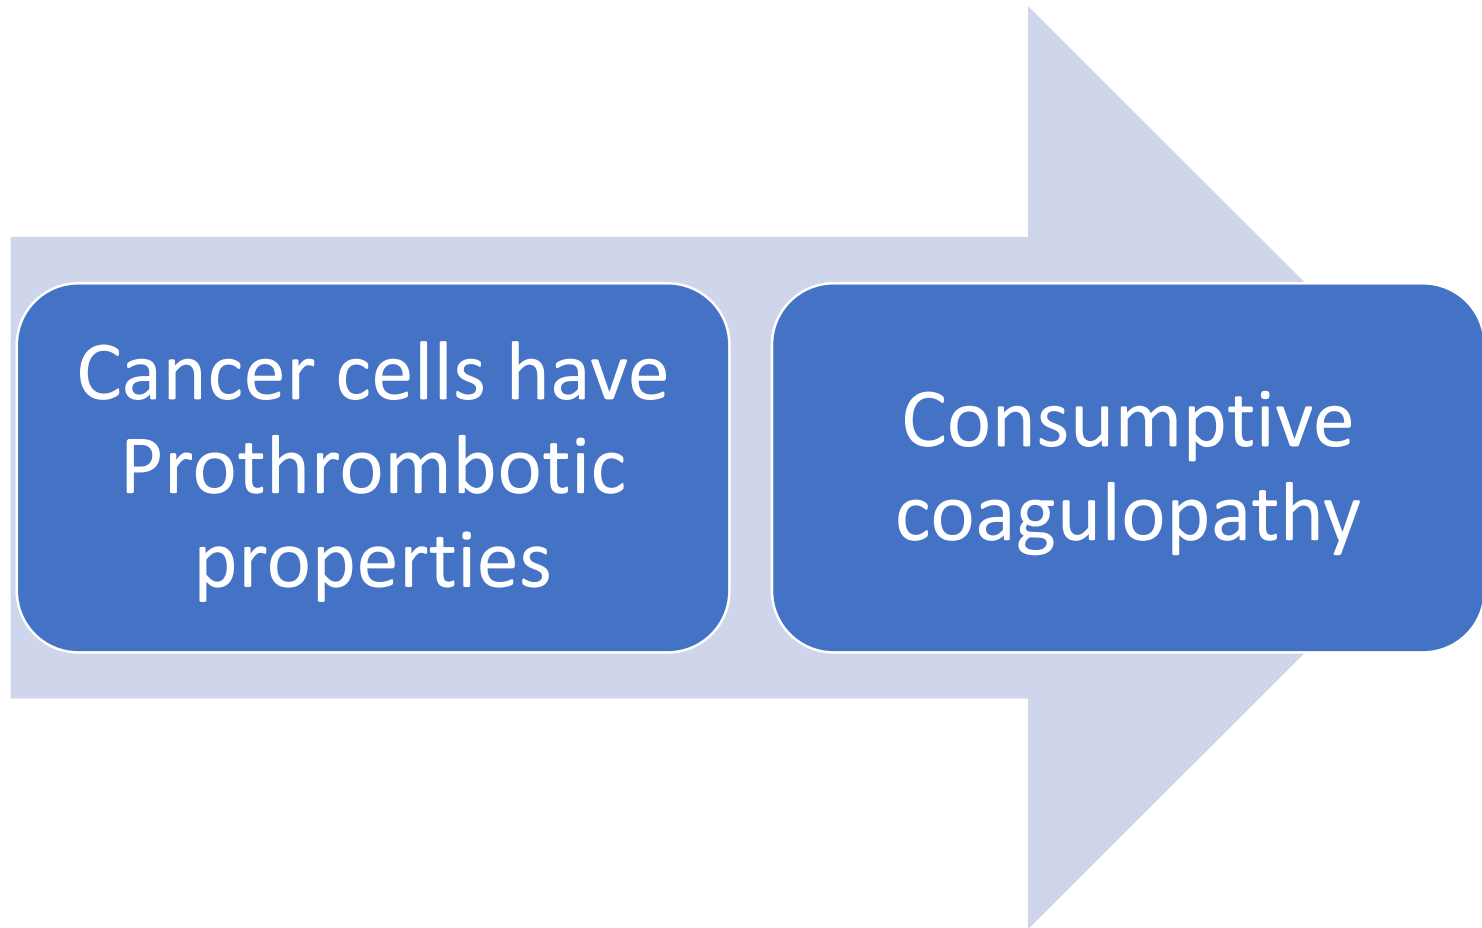 Cancer cells have
Prothrombotic
properties
Consumptive
coagulopathy